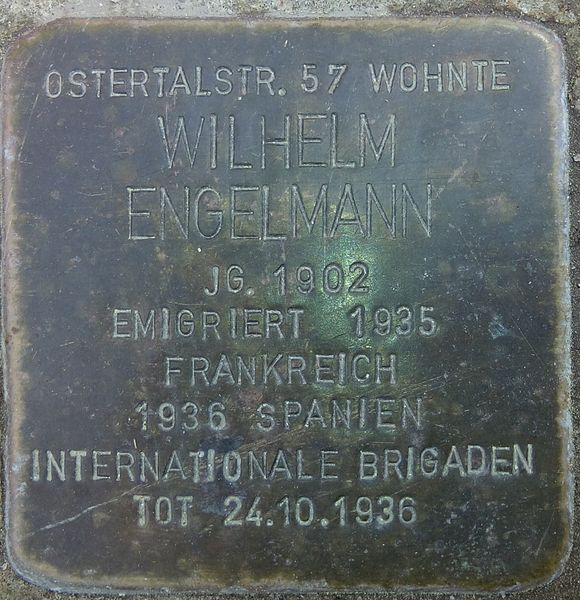 OSTERTALSTR. 57 WOHNTE
WILHELM
ENGELMANN
JG. 1902
EMIGRIERT 1935
FRANKREICH
1936 SPANIEN
INTERNATIONALE BRIGADEN
TOT 24.10.1936